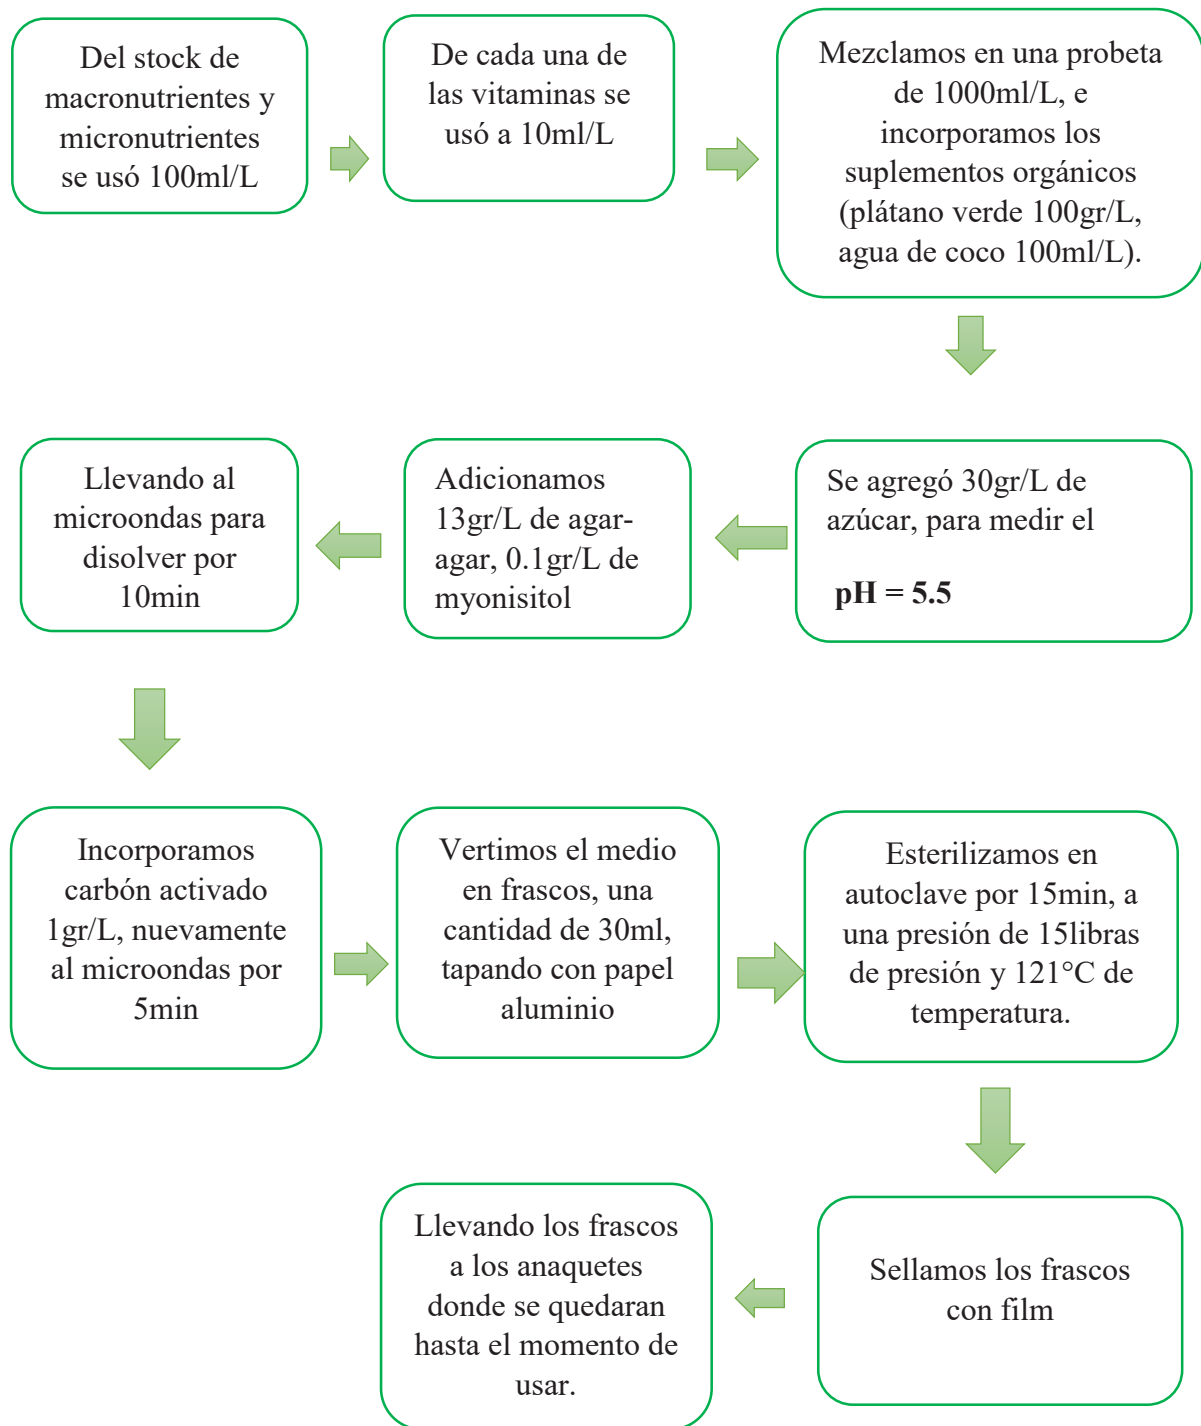 Del stock de
macronutrientes y
micronutrientes
se usó 100ml/L
De cada una de
las vitaminas se
usó a 10ml/L
Mezclamos en una probeta
de 1000ml/L, e
incorporamos los
suplementos orgánicos
(plátano verde 100gr/L,
agua de coco 100ml/L).
Se agregó 30gr/L de
azúcar, para medir el
pH = 5.5
Adicionamos
13gr/L de agar-
agar, 0.1gr/L de
myonisitol
Llevando al
microondas para
disolver por
10min
Incorporamos
carbón activado
1gr/L, nuevamente
al microondas por
5min
Vertimos el medio
en frascos, una
cantidad de 30ml,
tapando con papel
aluminio
Esterilizamos en
autoclave por 15min, a
una presión de 15libras
de presión y 121°C de
temperatura.
Sellamos los frascos
con film
Llevando los frascos
a los anaquetes
donde se quedaran
hasta el momento de
usar.